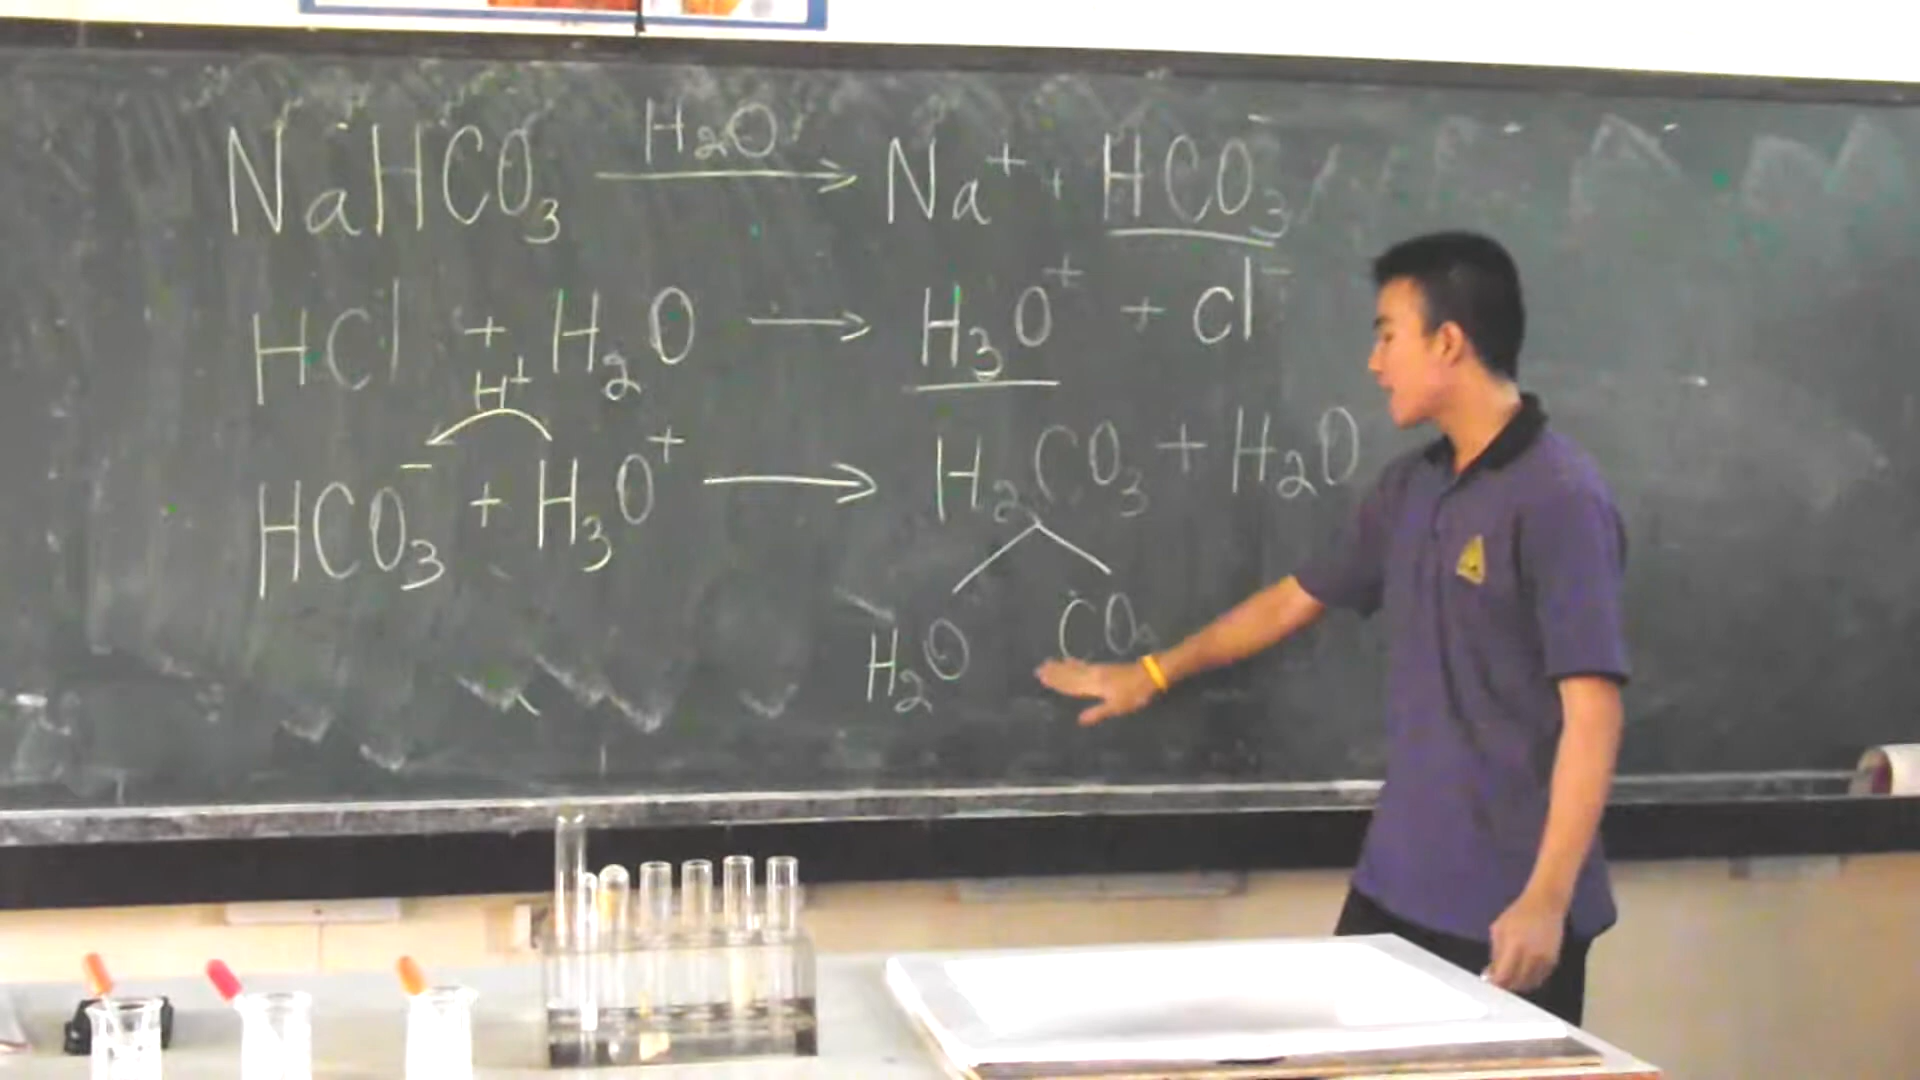 NaHCO₃ —H₂O→ Na⁺ + HCO₃⁻
HCl + H₂O → H₃O⁺ + Cl⁻
H⁺
HCO₃⁻ + H₃O⁺ → H₂CO₃ + H₂O
H₂O CO₂